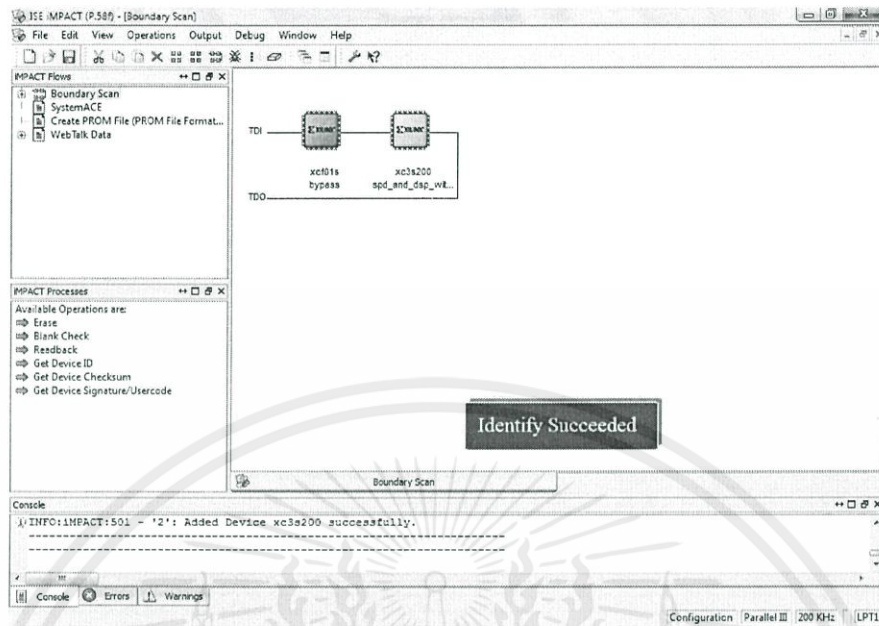 ISE iMPACT (P.58f) - [Boundary Scan]
File Edit View Operations Output Debug Window Help
iMPACT Flows
Boundary Scan
SystemACE
Create PROM File (PROM File Format...
WebTalk Data
TDI
XILINX
XILINX
xcf01s
bypass
xc3s200
spd_and_dsp_wit...
TDO
iMPACT Processes
Available Operations are:
Erase
Blank Check
Readback
Get Device ID
Get Device Checksum
Get Device Signature/Usercode
Identify Succeeded
Boundary Scan
Console
INFO:iMPACT:501 - '2': Added Device xc3s200 successfully.
----------------------------------------------------------------------
----------------------------------------------------------------------
Console Errors Warnings
Configuration Parallel III 200 KHz LPT1